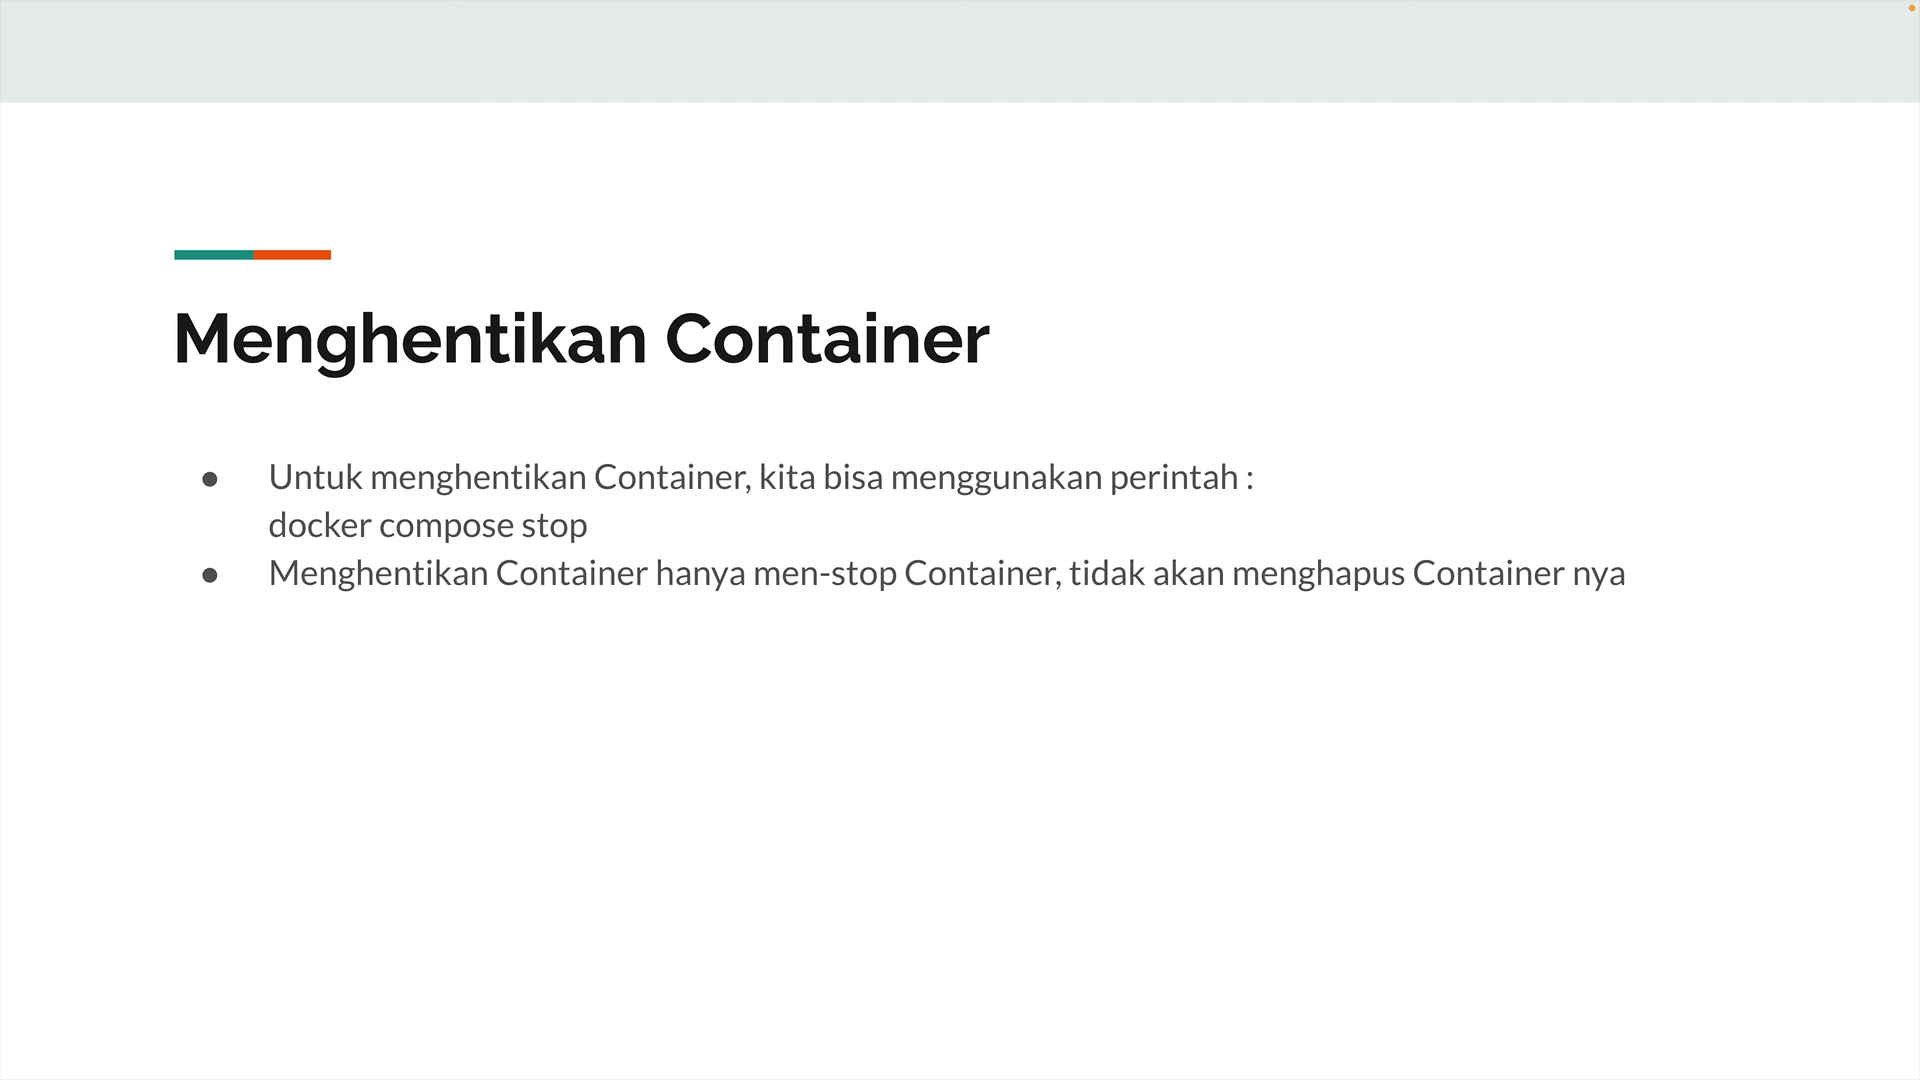 Menghentikan Container
● Untuk menghentikan Container, kita bisa menggunakan perintah :
docker compose stop
● Menghentikan Container hanya men-stop Container, tidak akan menghapus Container nya